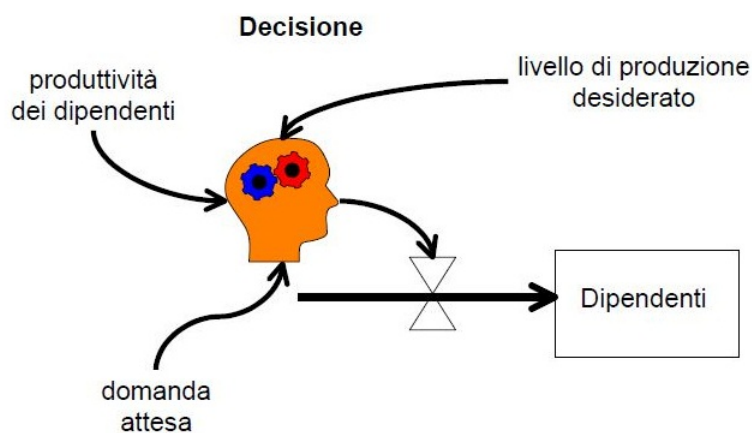 Decisione
produttività
dei dipendenti
livello di produzione
desiderato
Dipendenti
domanda
attesa